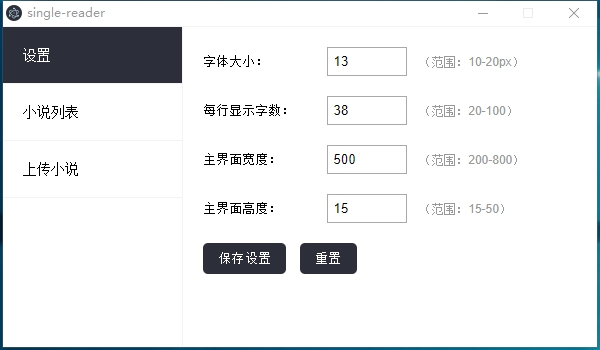 single-reader
设置
小说列表
上传小说
字体大小： 13 （范围：10-20px）
每行显示字数： 38 （范围：20-100）
主界面宽度： 500 （范围：200-800）
主界面高度： 15 （范围：15-50）
保存设置 重置